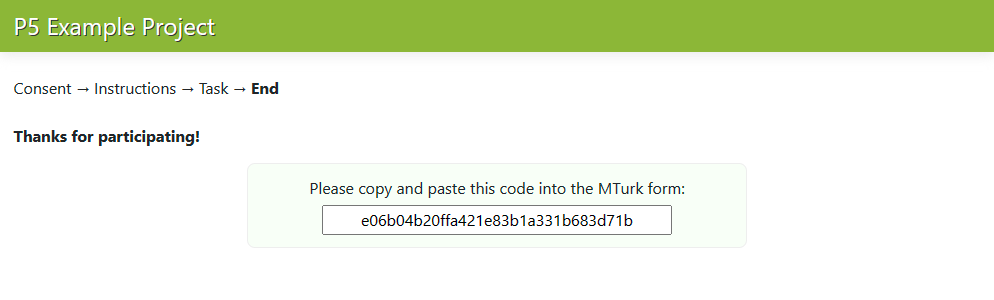 P5 Example Project
Consent → Instructions → Task → End
Thanks for participating!
Please copy and paste this code into the MTurk form:
e06b04b20ffa421e83b1a331b683d71b